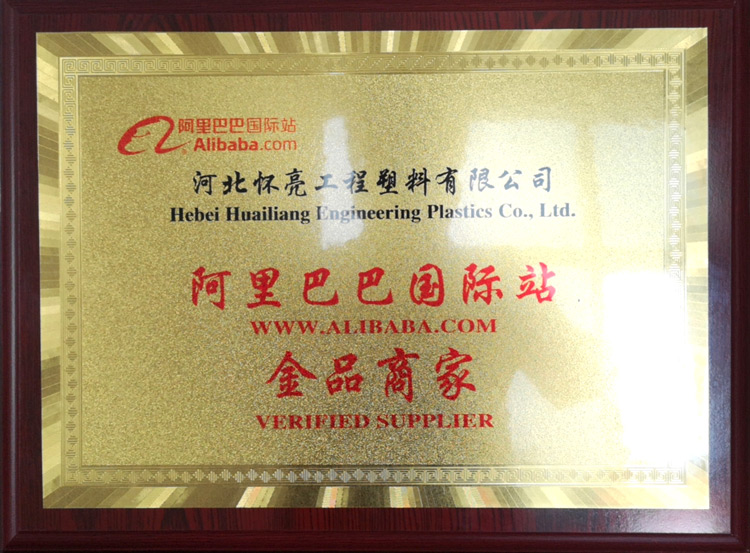 阿里巴巴国际站
Alibaba.com
河北怀亮工程塑料有限公司
Hebei Huailiang Engineering Plastics Co., Ltd.
阿里巴巴国际站
WWW.ALIBABA.COM
金品商家
VERIFIED SUPPLIER